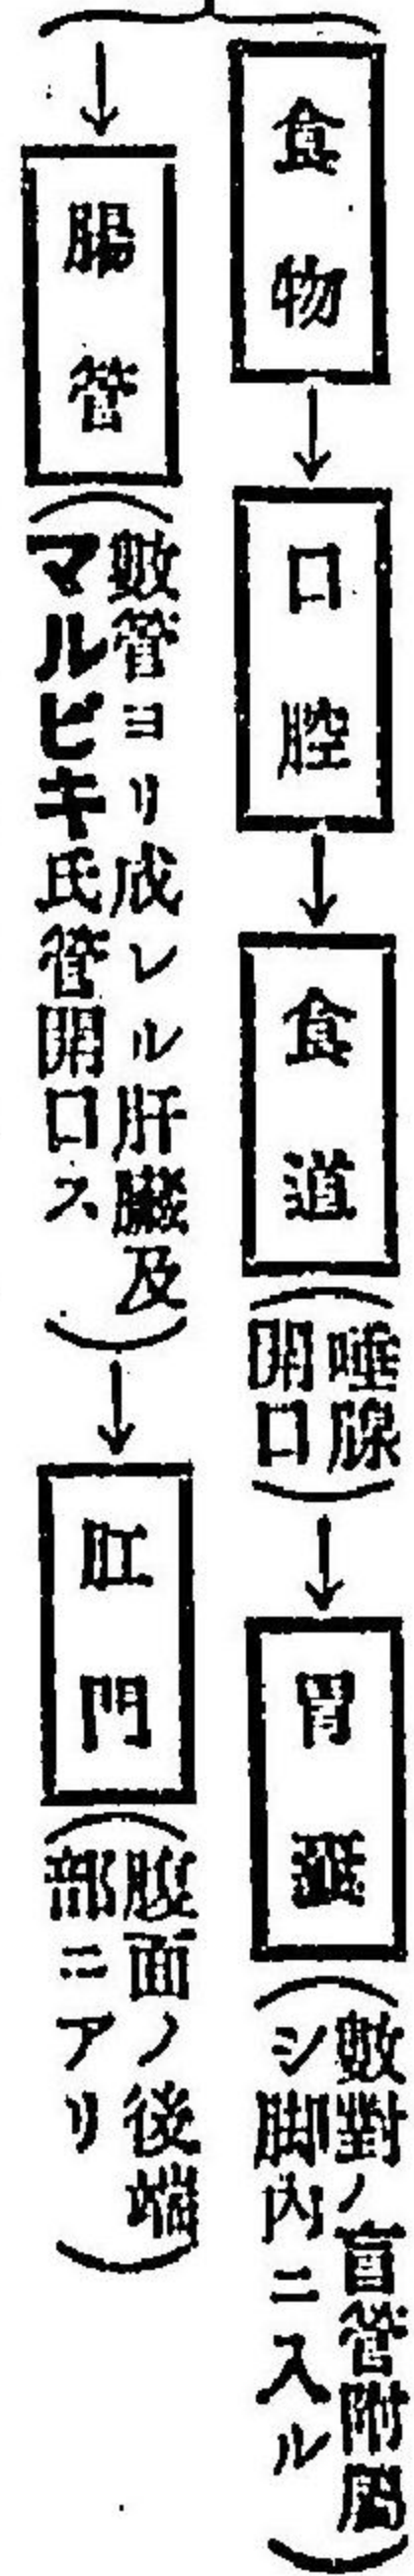 食物
↓
口腔
↓
食道
(唾腺
開口)
↓
胃嚢
(數對ノ盲管附屬
シ脚內ニ入ル)
↓
腸管
(數管ヨリ成レル肝臟及
マルピキ氏管開口ス)
↓
肛門
(腹面ノ後端
部ニアリ)